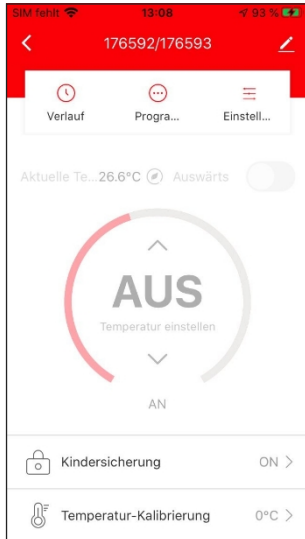 SIM fehlt 13:08 93 %
176592/176593
Verlauf Progra... Einstell...
Aktuelle Te...26.6°C Auswärts
AUS
Temperatur einstellen
AN
Kindersicherung ON
Temperatur-Kalibrierung 0°C